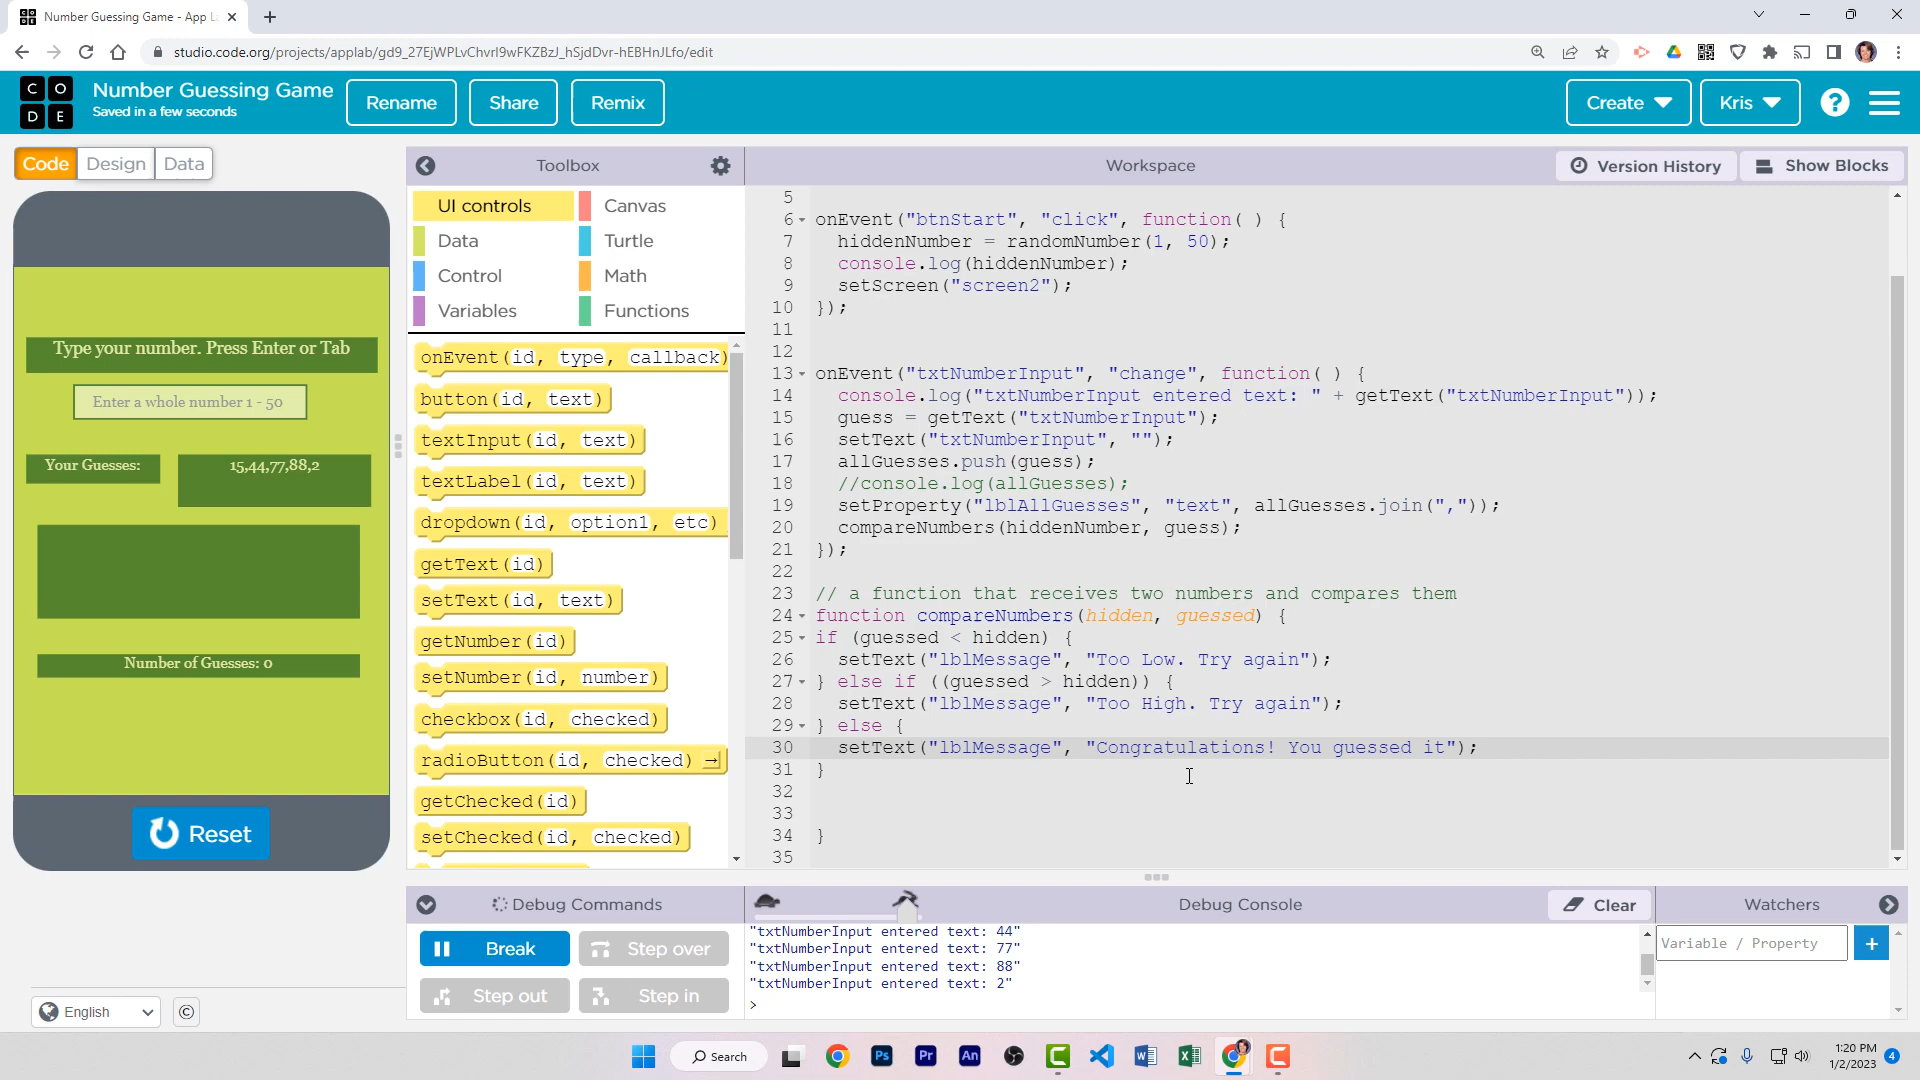 Number Guessing Game - App La
studio.code.org/projects/applab/gd9_27EjWPLvChvrI9wFKZBzJ_hSjdDvr-hEBHnJLfo/edit
C O
D E
Number Guessing Game
Saved in a few seconds
Rename
Share
Remix
Create
Kris
?
Code
Design
Data
Toolbox
Workspace
Version History
Show Blocks
Type your number. Press Enter or Tab
Enter a whole number 1 - 50
Your Guesses:
15,44,77,88,2
Number of Guesses: 0
Reset
UI controls
Canvas
Data
Turtle
Control
Math
Variables
Functions
onEvent(id, type, callback)
button(id, text)
textInput(id, text)
textLabel(id, text)
dropdown(id, option1, etc)
getText(id)
setText(id, text)
getNumber(id)
setNumber(id, number)
checkbox(id, checked)
radioButton(id, checked)
getChecked(id)
setChecked(id, checked)
5
6 onEvent("btnStart", "click", function( ) {
7 hiddenNumber = randomNumber(1, 50);
8 console.log(hiddenNumber);
9 setScreen("screen2");
10 });
11
12
13 onEvent("txtNumberInput", "change", function( ) {
14 console.log("txtNumberInput entered text: " + getText("txtNumberInput"));
15 guess = getText("txtNumberInput");
16 setText("txtNumberInput", "");
17 allGuesses.push(guess);
18 //console.log(allGuesses);
19 setProperty("lblAllGuesses", "text", allGuesses.join(","));
20 compareNumbers(hiddenNumber, guess);
21 });
22
23 // a function that receives two numbers and compares them
24 function compareNumbers(hidden, guessed) {
25 if (guessed < hidden) {
26 setText("lblMessage", "Too Low. Try again");
27 } else if ((guessed > hidden)) {
28 setText("lblMessage", "Too High. Try again");
29 } else {
30 setText("lblMessage", "Congratulations! You guessed it");
31 }
32
33
34 }
35
Debug Commands
Debug Console
Clear
Watchers
Break
Step over
Step out
Step in
"txtNumberInput entered text: 44"
"txtNumberInput entered text: 77"
"txtNumberInput entered text: 88"
"txtNumberInput entered text: 2"
>
Variable / Property
+
English
©
Search
Ps
Pr
An
1:20 PM
1/2/2023
4